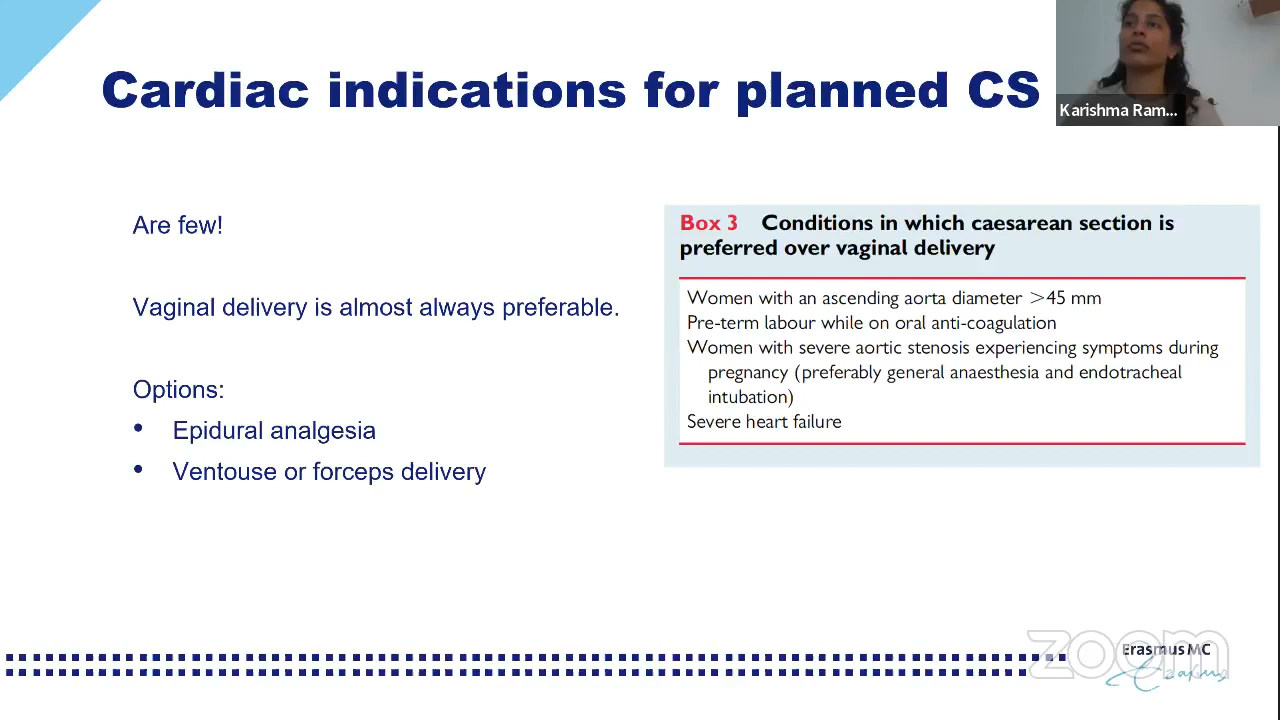 Cardiac indications for planned CS
Karishma Ram...
Are few!
Vaginal delivery is almost always preferable.
Options:
• Epidural analgesia
• Ventouse or forceps delivery
Box 3 Conditions in which caesarean section is
preferred over vaginal delivery
Women with an ascending aorta diameter >45 mm
Pre-term labour while on oral anti-coagulation
Women with severe aortic stenosis experiencing symptoms during
pregnancy (preferably general anaesthesia and endotracheal
intubation)
Severe heart failure
zoom
Erasmus MC
Erasmus